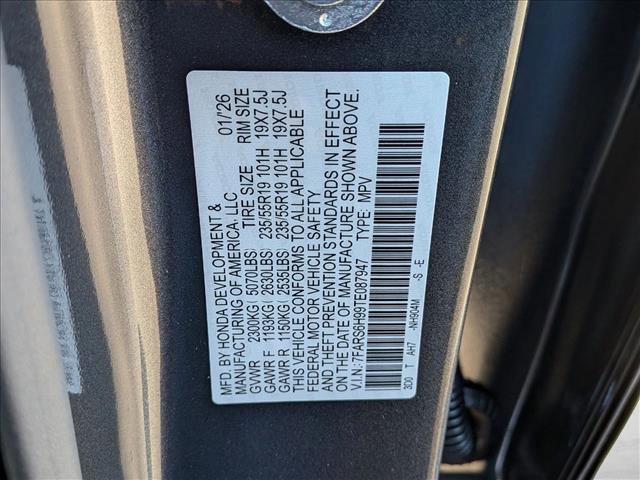 MFD. BY HONDA DEVELOPMENT & 01/'26
MANUFACTURING OF AMERICA, LLC
TIRE SIZE RIM SIZE
GVWR 2300KG( 5070LBS)
GAWR F 1193KG( 2630LBS) 235/55R19 101H 19X7.5J
GAWR R 1150KG( 2535LBS) 235/55R19 101H 19X7.5J
THIS VEHICLE CONFORMS TO ALL APPLICABLE
FEDERAL MOTOR VEHICLE SAFETY
AND THEFT PREVENTION STANDARDS IN EFFECT
ON THE DATE OF MANUFACTURE SHOWN ABOVE.
V.I.N.: 7FARS6H99TE087947 TYPE: MPV
3D0 T AH7 -NH904M -S -E